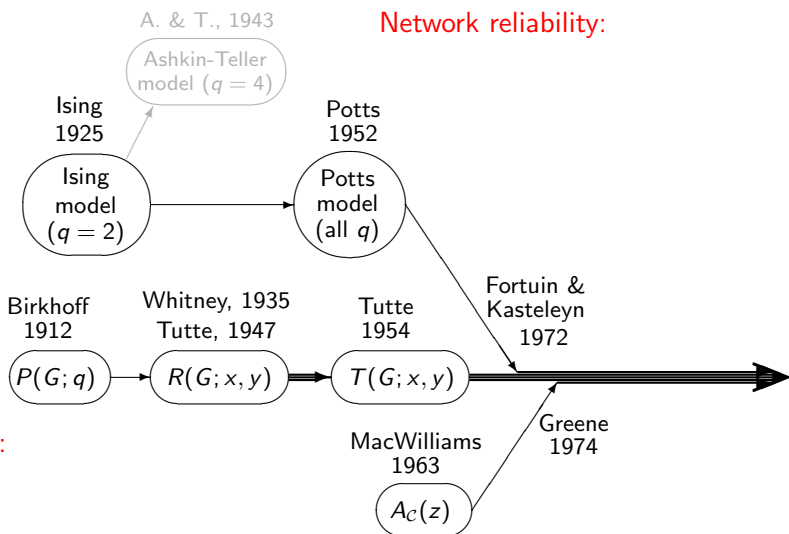 A. & T., 1943
Network reliability:
Ashkin-Teller
model (q = 4)
Ising
1925
Potts
1952
Ising
model
(q = 2)
Potts
model
(all q)
Fortuin &
Kasteleyn
1972
Birkhoff
1912
Whitney, 1935
Tutte, 1947
Tutte
1954
P(G; q)
R(G; x, y)
T(G; x, y)
:
MacWilliams
1963
Greene
1974
A_C(z)